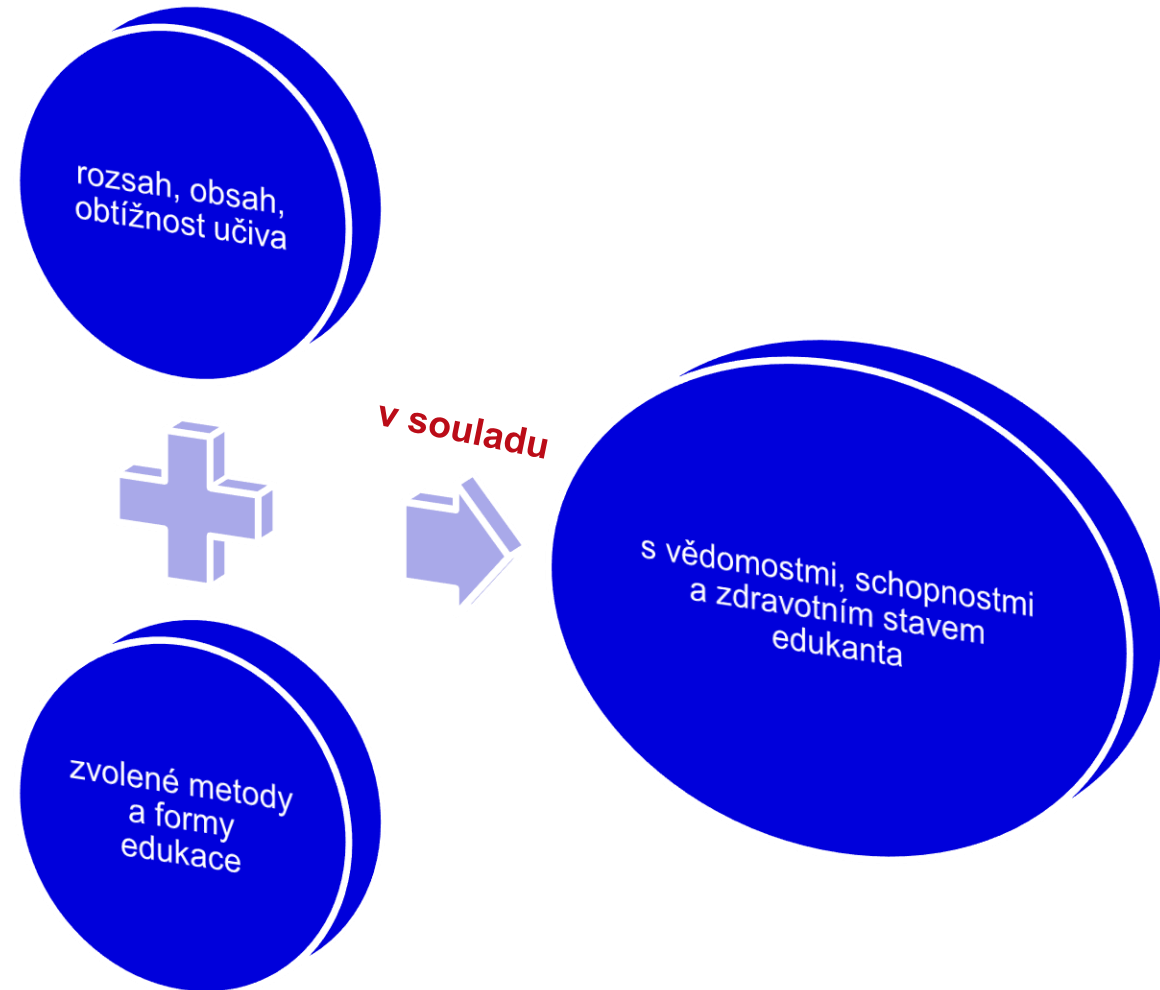 rozsah, obsah,
obtížnost učiva
zvolené metody
a formy
edukace
v souladu
s vědomostmi, schopnostmi
a zdravotním stavem
edukanta